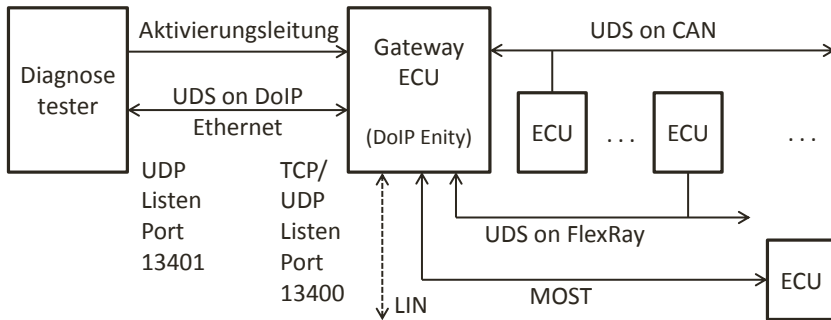 Aktivierungsleitung
Diagnose
tester
UDS on DoIP
Ethernet
Gateway
ECU
(DoIP Enity)
UDS on CAN
ECU
...
ECU
...
UDP
Listen
Port
13401
TCP/
UDP
Listen
Port
13400
UDS on FlexRay
LIN
MOST
ECU